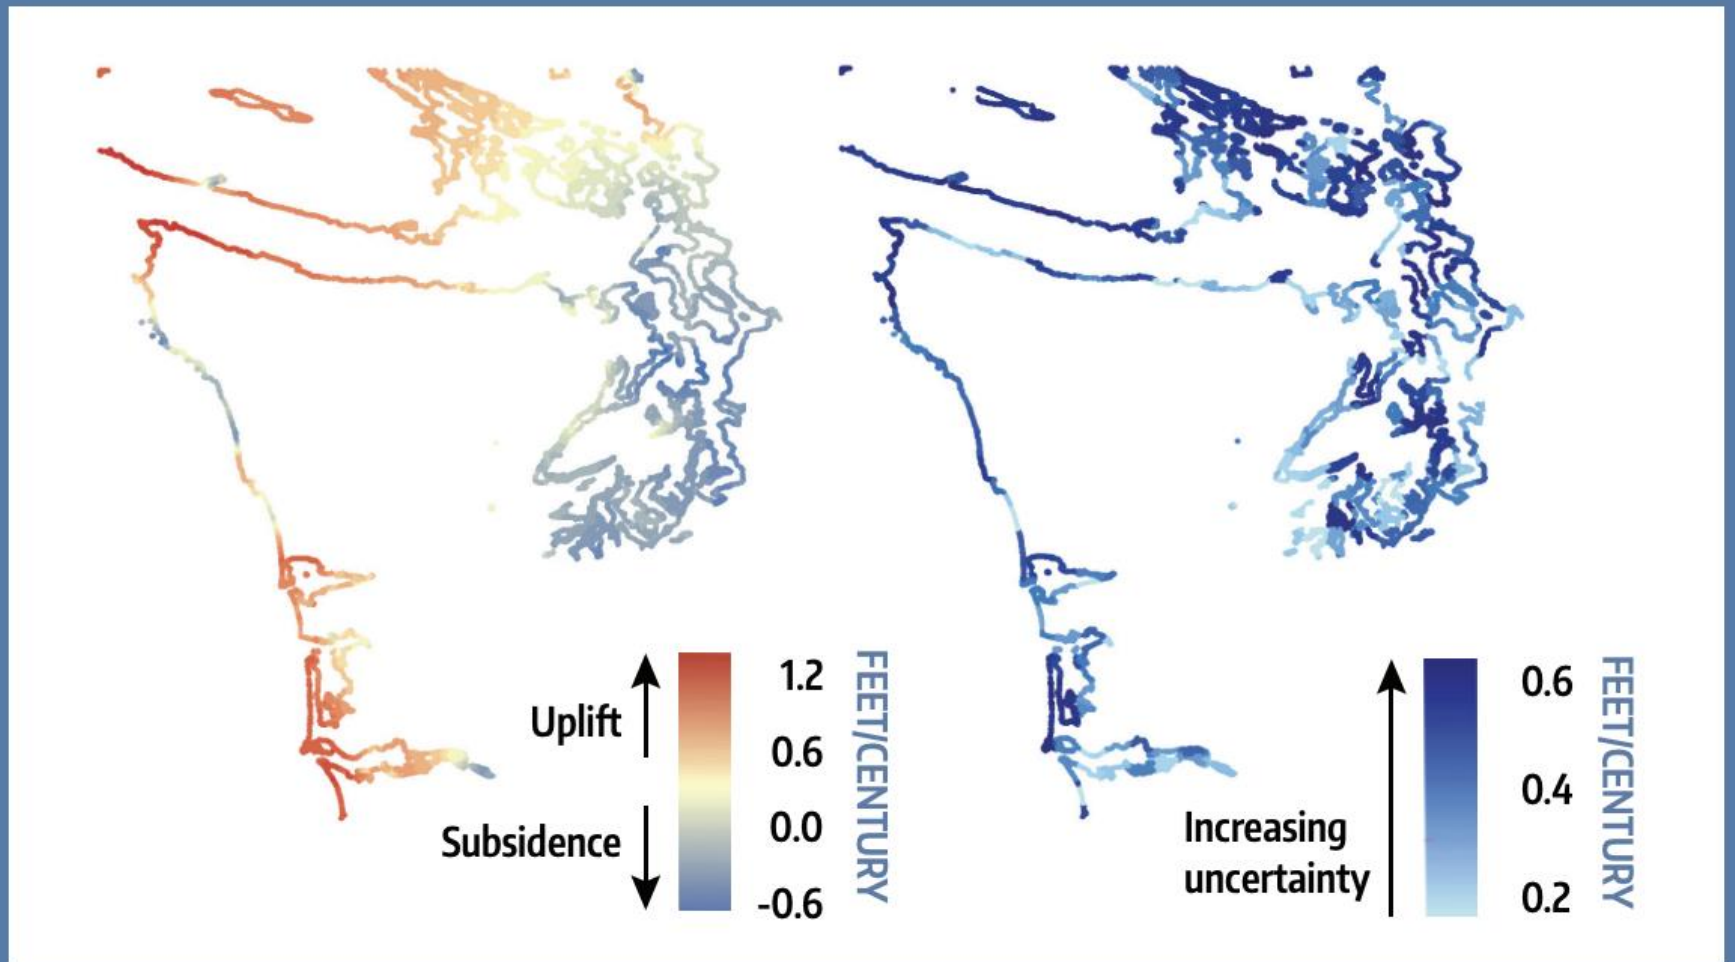 Uplift
Subsidence
1.2
0.6
0.0
-0.6
FEET/CENTURY
Increasing
uncertainty
0.6
0.4
0.2
FEET/CENTURY